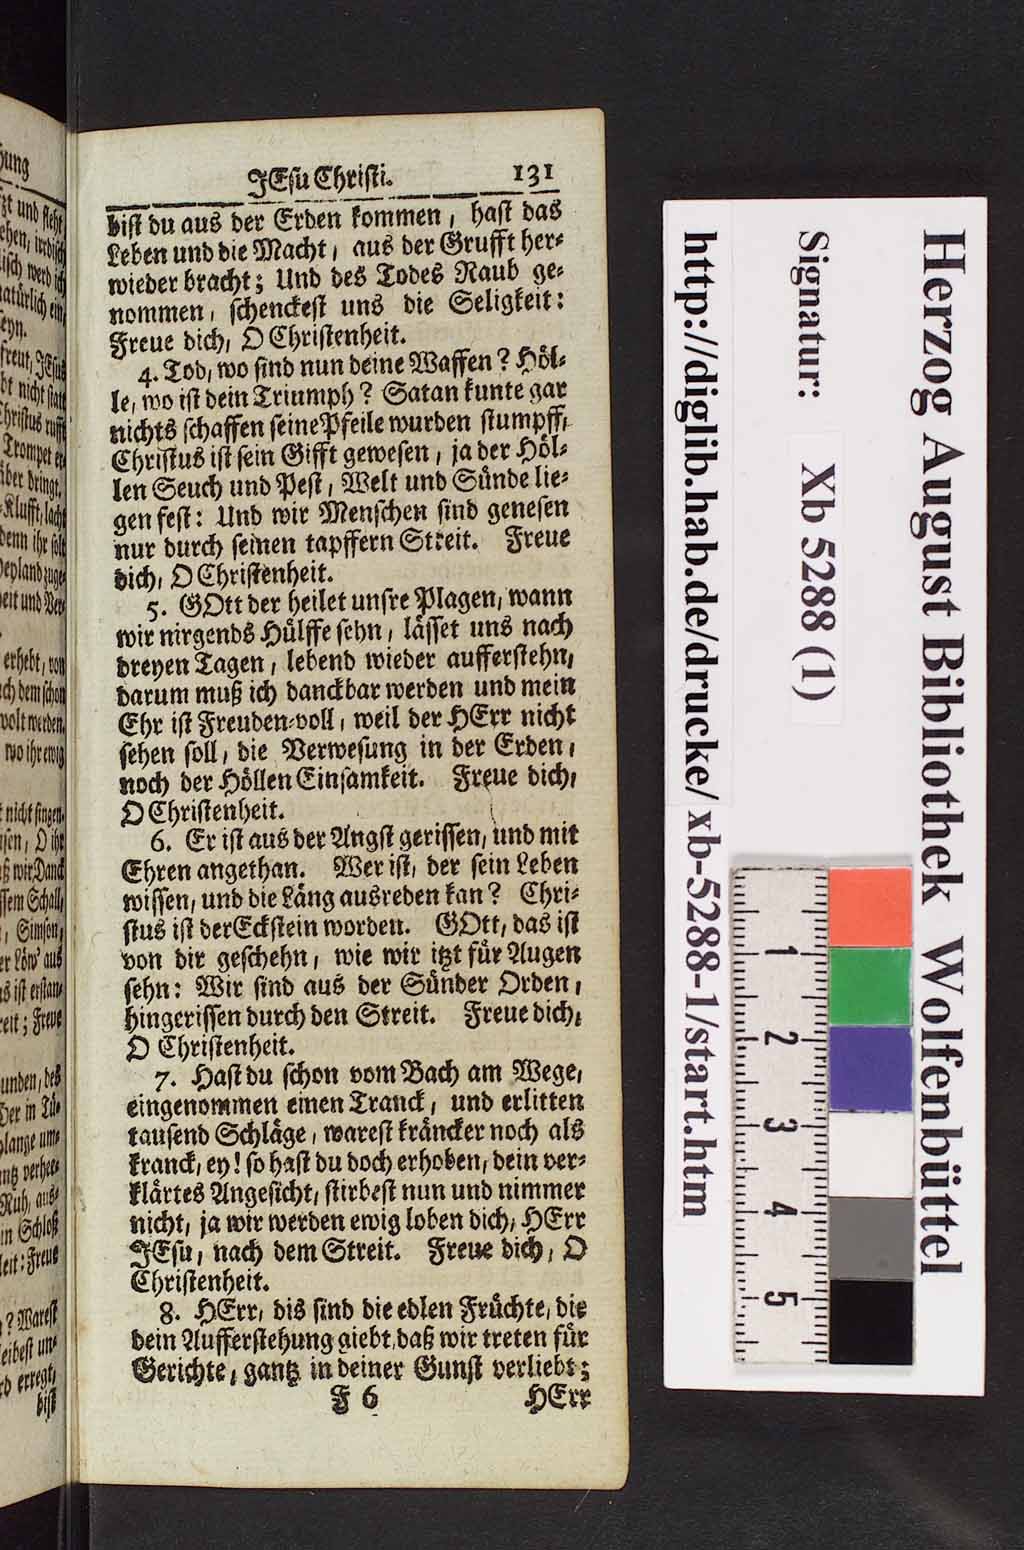 JEsu Christi. 131
bist du aus der Erden kommen, hast das
Leben und die Macht, aus der Grufft her-
wieder bracht; Und des Todes Raub ge-
nommen, schenckest uns die Seligkeit:
Freue dich, O Christenheit.
4. Tod, wo sind nun deine Waffen? Höl-
le, wo ist dein Triumph? Satan kunte gar
nichts schaffen seine Pfeile wurden stumpff,
Christus ist sein Gifft gewesen, ja der Höl-
len Seuch und Pest, Welt und Sünde lie-
gen fest: Und wir Menschen sind genesen
nur durch seinen tapffern Streit. Freue
dich, O Christenheit.
5. GOtt der heilet unsre Plagen, wann
wir nirgends Hülffe sehn, lässet uns nach
dreyen Tagen, lebend wieder aufferstehn,
darum muß ich danckbar werden und mein
Ehr ist Freuden-voll, weil der HErr nicht
sehen soll, die Verwesung in der Erden,
noch der Höllen Einsamkeit. Freue dich,
O Christenheit.
6. Er ist aus der Angst gerissen, und mit
Ehren angethan. Wer ist, der sein Leben
wissen, und die Läng ausreden kan? Chri-
stus ist der Eckstein worden. GOtt, das ist
von dir geschehn, wie wir itzt für Augen
sehn: Wir sind aus der Sünder Orden,
hingerissen durch den Streit. Freue dich,
O Christenheit.
7. Hast du schon vom Bach am Wege,
eingenommen einen Tranck, und erlitten
tausend Schläge, warest kräncker noch als
kranck, ey! so hast du doch erhoben, dein ver-
klärtes Angesicht, stirbest nun und nimmer
nicht, ja wir werden ewig loben dich, HErr
JEsu, nach dem Streit. Freue dich, O
Christenheit.
8. HErr, dis sind die edlen Früchte, die
dein Aufferstehung giebt, daß wir treten für
Gerichte, gantz in deiner Gunst verliebt;
F 6 HErr
Herzog August Bibliothek Wolfenbüttel
Signatur: Xb 5288 (1)
http://diglib.hab.de/drucke/ xb-5288-1/start.htm
1
2
3
4
5